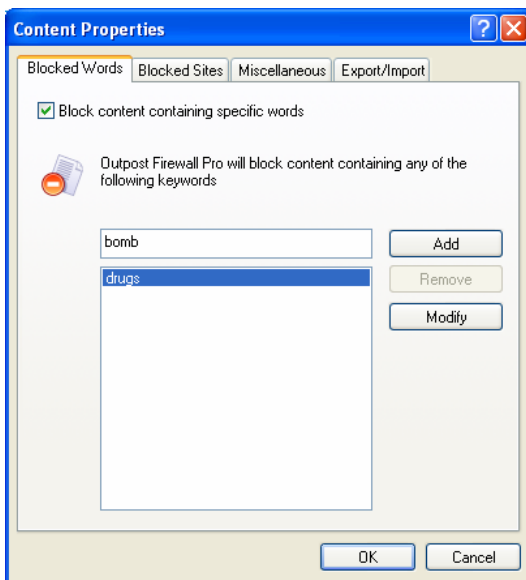 Content Properties
Blocked Words Blocked Sites Miscellaneous Export/Import
Block content containing specific words
Outpost Firewall Pro will block content containing any of the
following keywords
bomb Add
drugs Remove
Modify
OK Cancel